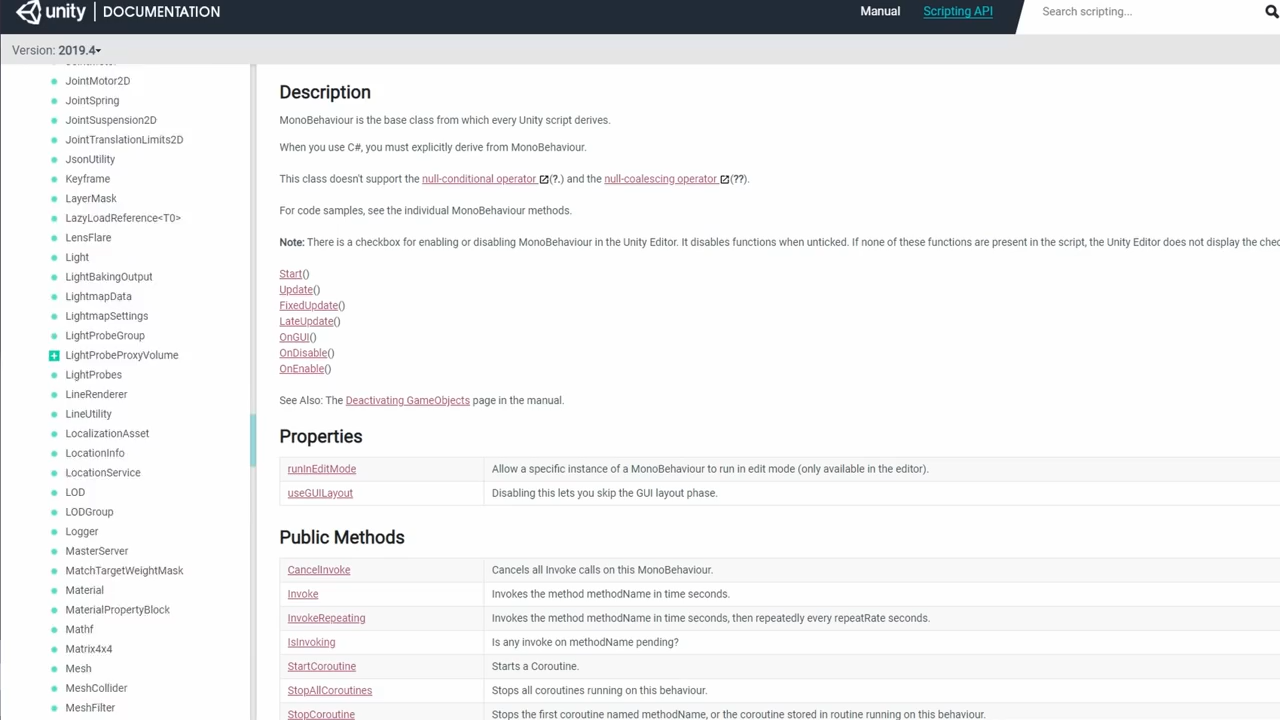 unity | DOCUMENTATION
Manual
Scripting API
Search scripting...
Version: 2019.4
JointMotor2D
JointSpring
JointSuspension2D
JointTranslationLimits2D
JsonUtility
Keyframe
LayerMask
LazyLoadReference<T0>
LensFlare
Light
LightBakingOutput
LightmapData
LightmapSettings
LightProbeGroup
LightProbeProxyVolume
LightProbes
LineRenderer
LineUtility
LocalizationAsset
LocationInfo
LocationService
LOD
LODGroup
Logger
MasterServer
MatchTargetWeightMask
Material
MaterialPropertyBlock
Mathf
Matrix4x4
Mesh
MeshCollider
MeshFilter
Description
MonoBehaviour is the base class from which every Unity script derives.
When you use C#, you must explicitly derive from MonoBehaviour.
This class doesn't support the null-conditional operator (?.) and the null-coalescing operator (??).
For code samples, see the individual MonoBehaviour methods.
Note: There is a checkbox for enabling or disabling MonoBehaviour in the Unity Editor. It disables functions when unticked. If none of these functions are present in the script, the Unity Editor does not display the chec
Start()
Update()
FixedUpdate()
LateUpdate()
OnGUI()
OnDisable()
OnEnable()
See Also: The Deactivating GameObjects page in the manual.
Properties
runInEditMode Allow a specific instance of a MonoBehaviour to run in edit mode (only available in the editor).
useGUILayout Disabling this lets you skip the GUI layout phase.
Public Methods
CancelInvoke Cancels all Invoke calls on this MonoBehaviour.
Invoke Invokes the method methodName in time seconds.
InvokeRepeating Invokes the method methodName in time seconds, then repeatedly every repeatRate seconds.
IsInvoking Is any invoke on methodName pending?
StartCoroutine Starts a Coroutine.
StopAllCoroutines Stops all coroutines running on this behaviour.
StopCoroutine Stops the first coroutine named methodName, or the coroutine stored in routine running on this behaviour.